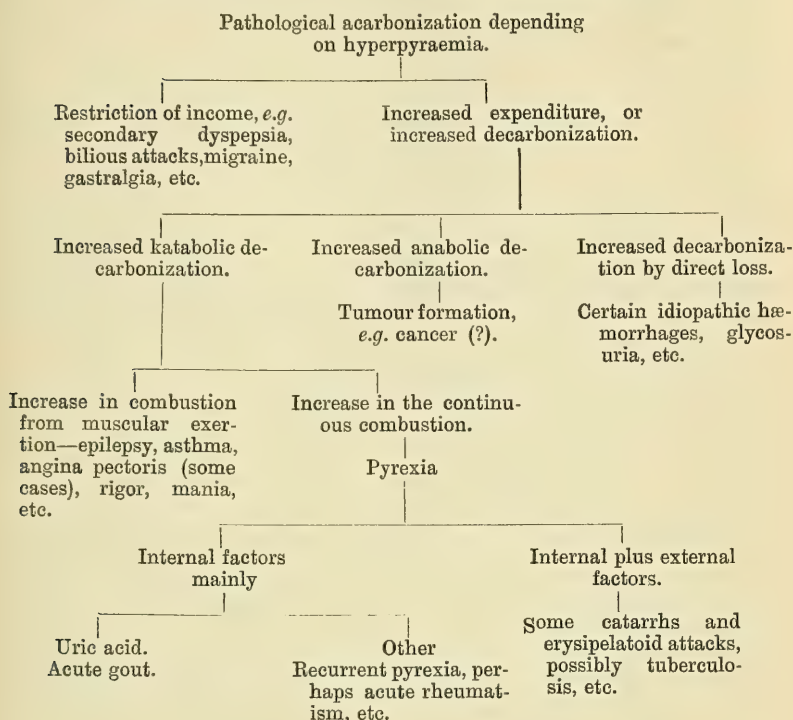 Pathological acarbonization depending
on hyperpyraemia.
Restriction of income, e.g.
secondary dyspepsia,
bilious attacks,migraine,
gastralgia, etc.
Increased expenditure, or
increased decarbonization.
Increased katabolic de-
carbonization.
Increased anabolic de-
carbonization.
Tumour formation,
e.g. cancer (?).
Increased decarboniza-
tion by direct loss.
Certain idiopathic hæ-
morrhages, glycos-
uria, etc.
Increase in combustion
from muscular exer-
tion—epilepsy, asthma,
angina pectoris (some
cases), rigor, mania,
etc.
Increase in the continu-
ous combustion.
Pyrexia
Internal factors
mainly
Internal plus external
factors.
Uric acid.
Acute gout.
Other
Recurrent pyrexia, per-
haps acute rheumat-
ism, etc.
Some catarrhs and
erysipelatoid attacks,
possibly tuberculo-
sis, etc.